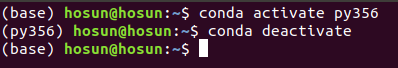 (base) hosun@hosun:~$ conda activate py356
(py356) hosun@hosun:~$ conda deactivate
(base) hosun@hosun:~$